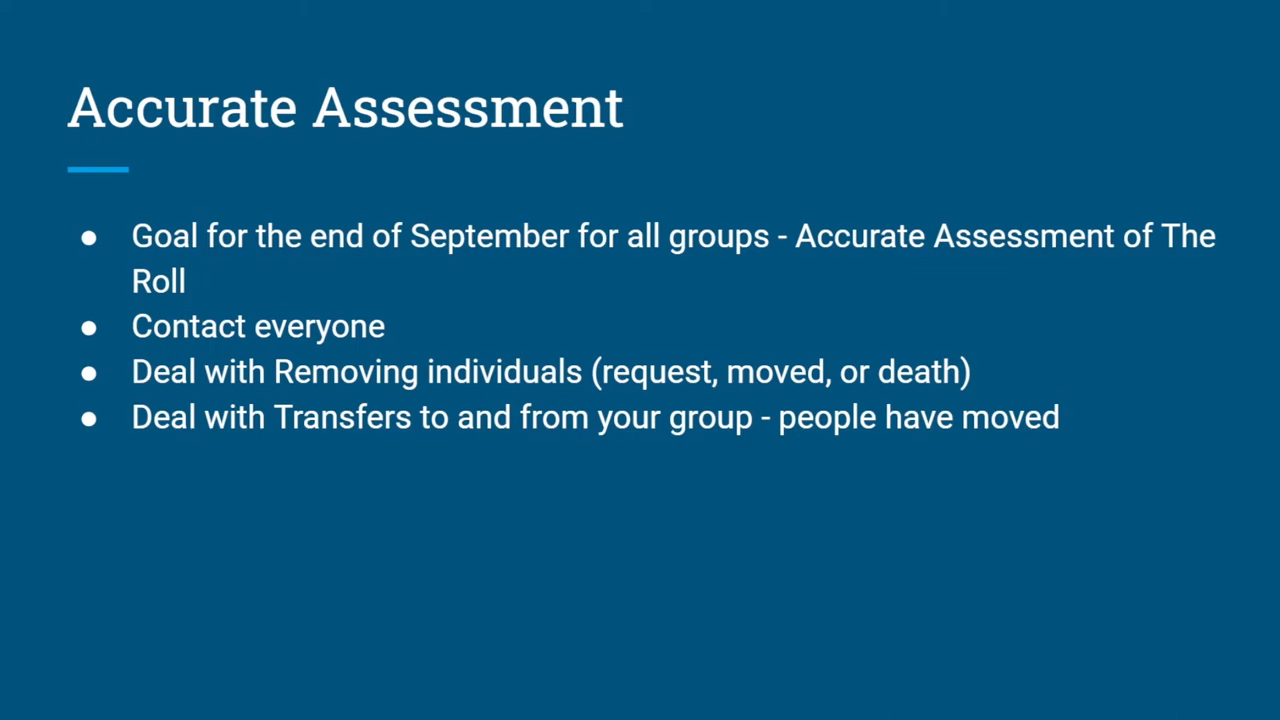 Accurate Assessment
● Goal for the end of September for all groups - Accurate Assessment of The
Roll
● Contact everyone
● Deal with Removing individuals (request, moved, or death)
● Deal with Transfers to and from your group - people have moved